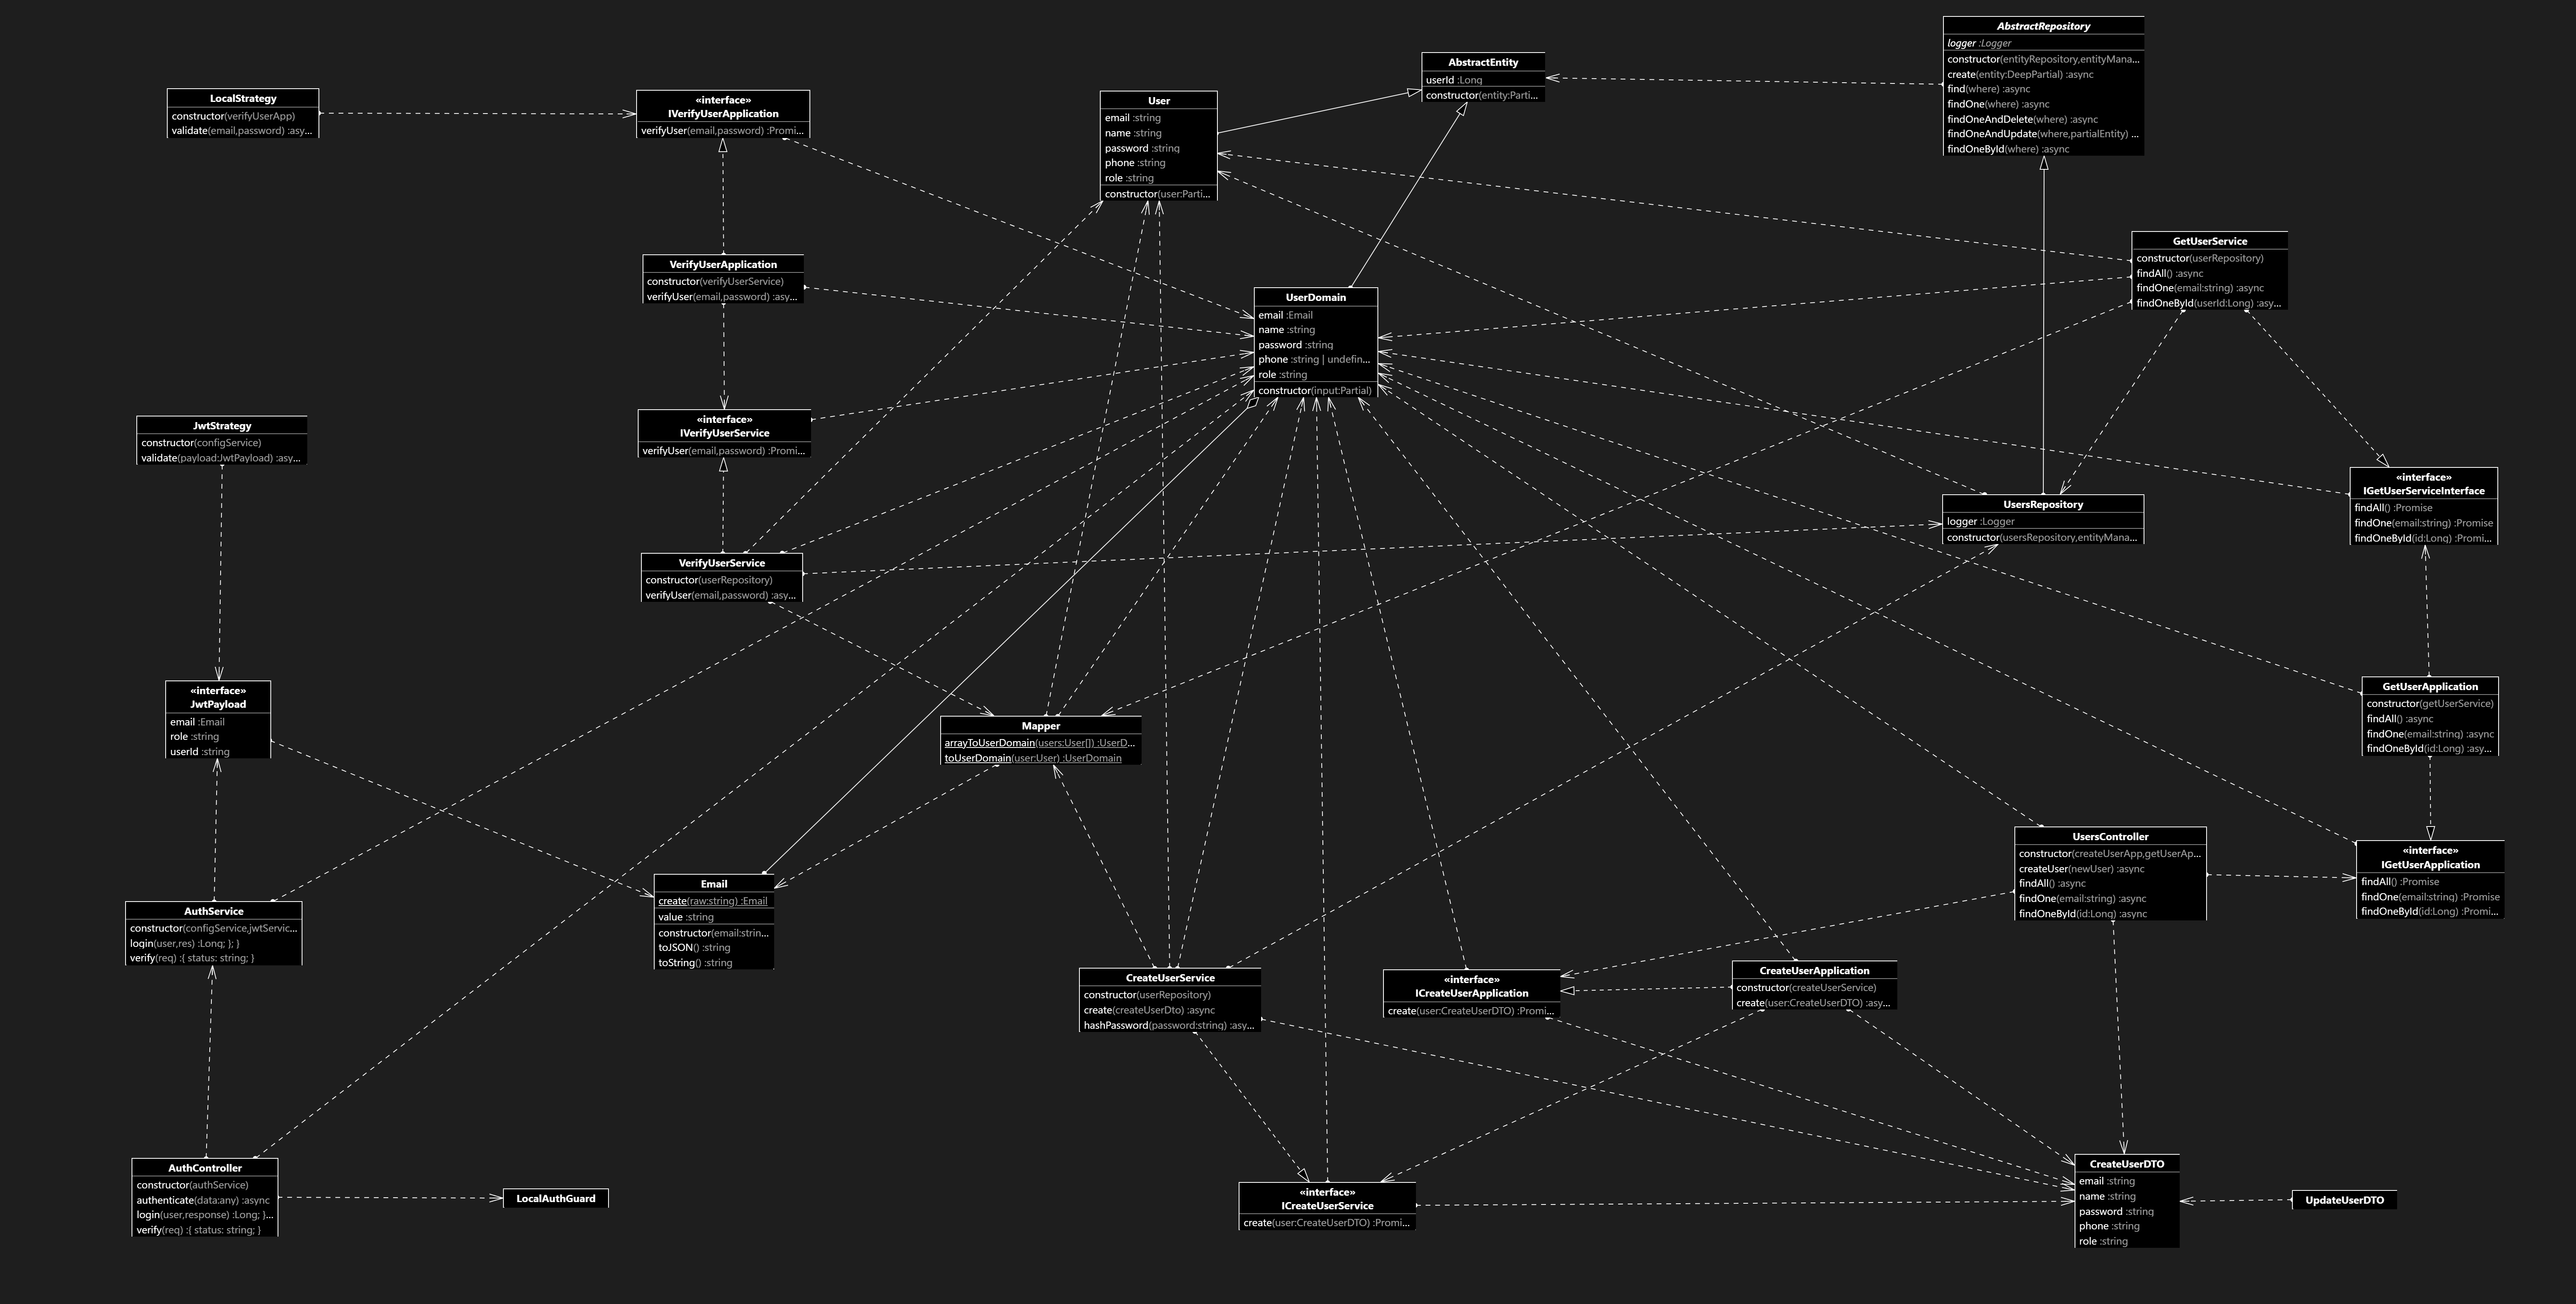 AbstractRepository
logger :Logger
constructor(entityRepository,entityMana...
create(entity:DeepPartial) :async
find(where) :async
findOne(where) :async
findOneAndDelete(where) :async
findOneAndUpdate(where,partialEntity) ...
findOneById(where) :async
AbstractEntity
userId :Long
constructor(entity:Parti...
LocalStrategy
constructor(verifyUserApp)
validate(email,password) :asy...
«interface»
IVerifyUserApplication
verifyUser(email,password) :Promi...
User
email :string
name :string
password :string
phone :string
role :string
constructor(user:Parti...
GetUserService
constructor(userRepository)
findAll() :async
findOne(email:string) :async
findOneById(userId:Long) :asy...
VerifyUserApplication
constructor(verifyUserService)
verifyUser(email,password) :asy...
UserDomain
email :Email
name :string
password :string
phone :string | undefin...
role :string
constructor(input:Partial)
«interface»
IVerifyUserService
verifyUser(email,password) :Promi...
JwtStrategy
constructor(configService)
validate(payload:JwtPayload) :asy...
«interface»
IGetUserServiceInterface
findAll() :Promise
findOne(email:string) :Promise
findOneById(id:Long) :Promi...
UsersRepository
logger :Logger
constructor(usersRepository,entityMana...
VerifyUserService
constructor(userRepository)
verifyUser(email,password) :asy...
«interface»
JwtPayload
email :Email
role :string
userId :string
GetUserApplication
constructor(getUserService)
findAll() :async
findOne(email:string) :async
findOneById(id:Long) :asy...
Mapper
arrayToUserDomain(users:User[]) :UserD...
toUserDomain(user:User) :UserDomain
UsersController
constructor(createUserApp,getUserAp...
createUser(newUser) :async
findAll() :async
findOne(email:string) :async
findOneById(id:Long) :async
«interface»
IGetUserApplication
findAll() :Promise
findOne(email:string) :Promise
findOneById(id:Long) :Promi...
Email
create(raw:string) :Email
value :string
constructor(email:strin...
toJSON() :string
toString() :string
AuthService
constructor(configService,jwtServic...
login(user,res) :Long; }; }
verify(req) :{ status: string; }
CreateUserService
constructor(userRepository)
create(createUserDto) :async
hashPassword(password:string) :asy...
«interface»
ICreateUserApplication
create(user:CreateUserDTO) :Promi...
CreateUserApplication
constructor(createUserService)
create(user:CreateUserDTO) :asy...
AuthController
constructor(authService)
authenticate(data:any) :async
login(user,response) :Long; }...
verify(req) :{ status: string; }
LocalAuthGuard
«interface»
ICreateUserService
create(user:CreateUserDTO) :Promi...
CreateUserDTO
email :string
name :string
password :string
phone :string
role :string
UpdateUserDTO